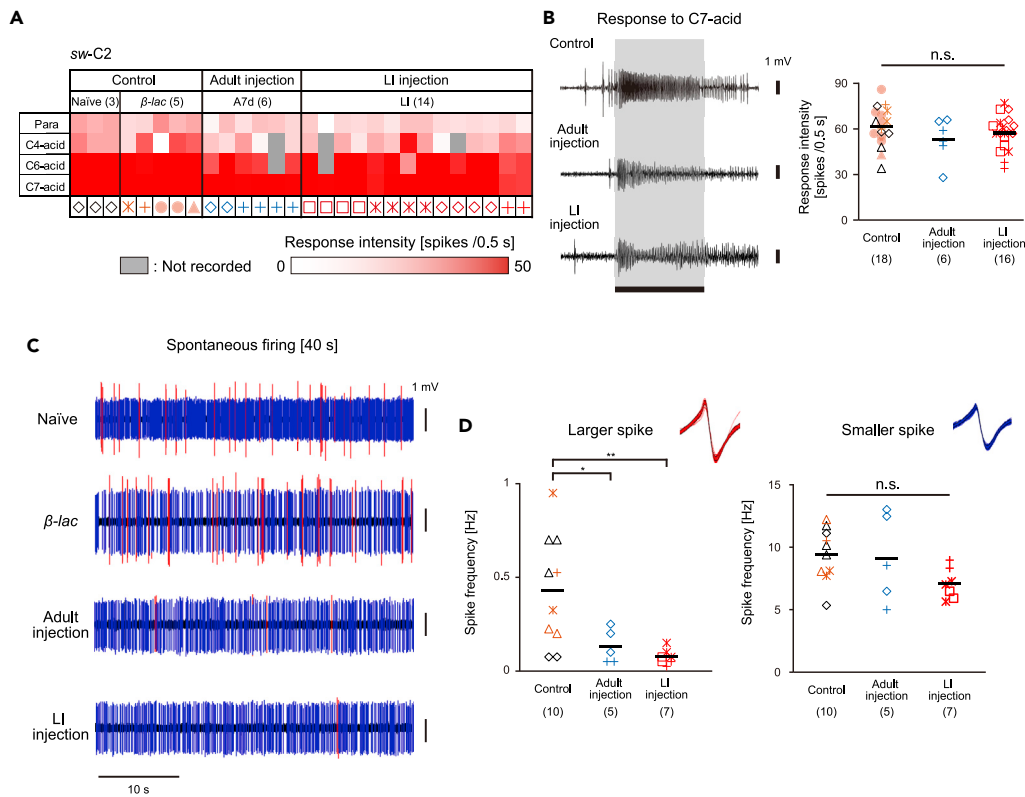 A
sw-C2
Control
Adult injection
LI injection
Naïve (3)
β-lac (5)
A7d (6)
LI (14)
Para
C4-acid
C6-acid
C7-acid
Response intensity [spikes /0.5 s]
: Not recorded
0
50
B
Response to C7-acid
Control
1 mV
Adult
injection
LI
injection
n.s.
Response intensity
[spikes /0,5 s]
90
60
30
0
Control
Adult
injection
LI
injection
(18)
(6)
(16)
C
Spontaneous firing [40 s]
1 mV
Naïve
β-lac
Adult
injection
LI
injection
10 s
D
Larger spike
**
*
Spike frequency [Hz]
1
0.5
0
Control
Adult
injection
LI
injection
(10)
(5)
(7)
Smaller spike
n.s.
Spike frequency [Hz]
15
10
5
0
Control
Adult
injection
LI
injection
(10)
(5)
(7)